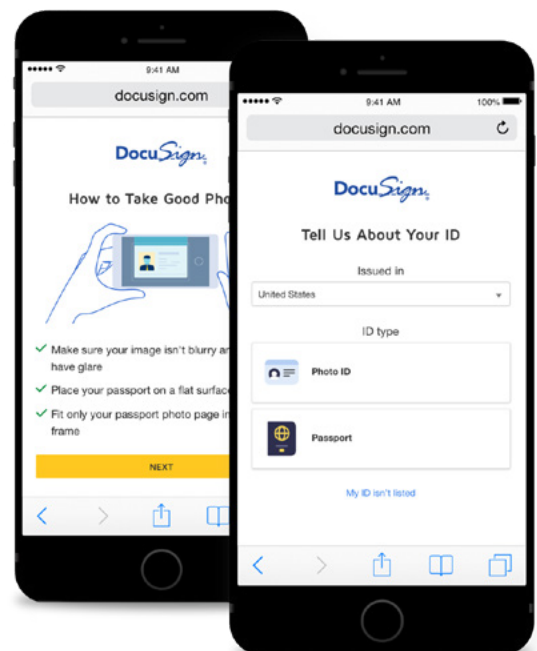 9:41 AM
docusign.com
DocuSign
How to Take Good Pho
Make sure your image isn't blurry
have glare
Place your passport on a flat surfac
Fit only your passport photo page in
frame
NEXT
9:41 AM 100%
docusign.com
DocuSign
Tell Us About Your ID
Issued in
United States
ID type
Photo ID
Passport
My ID isn't listed